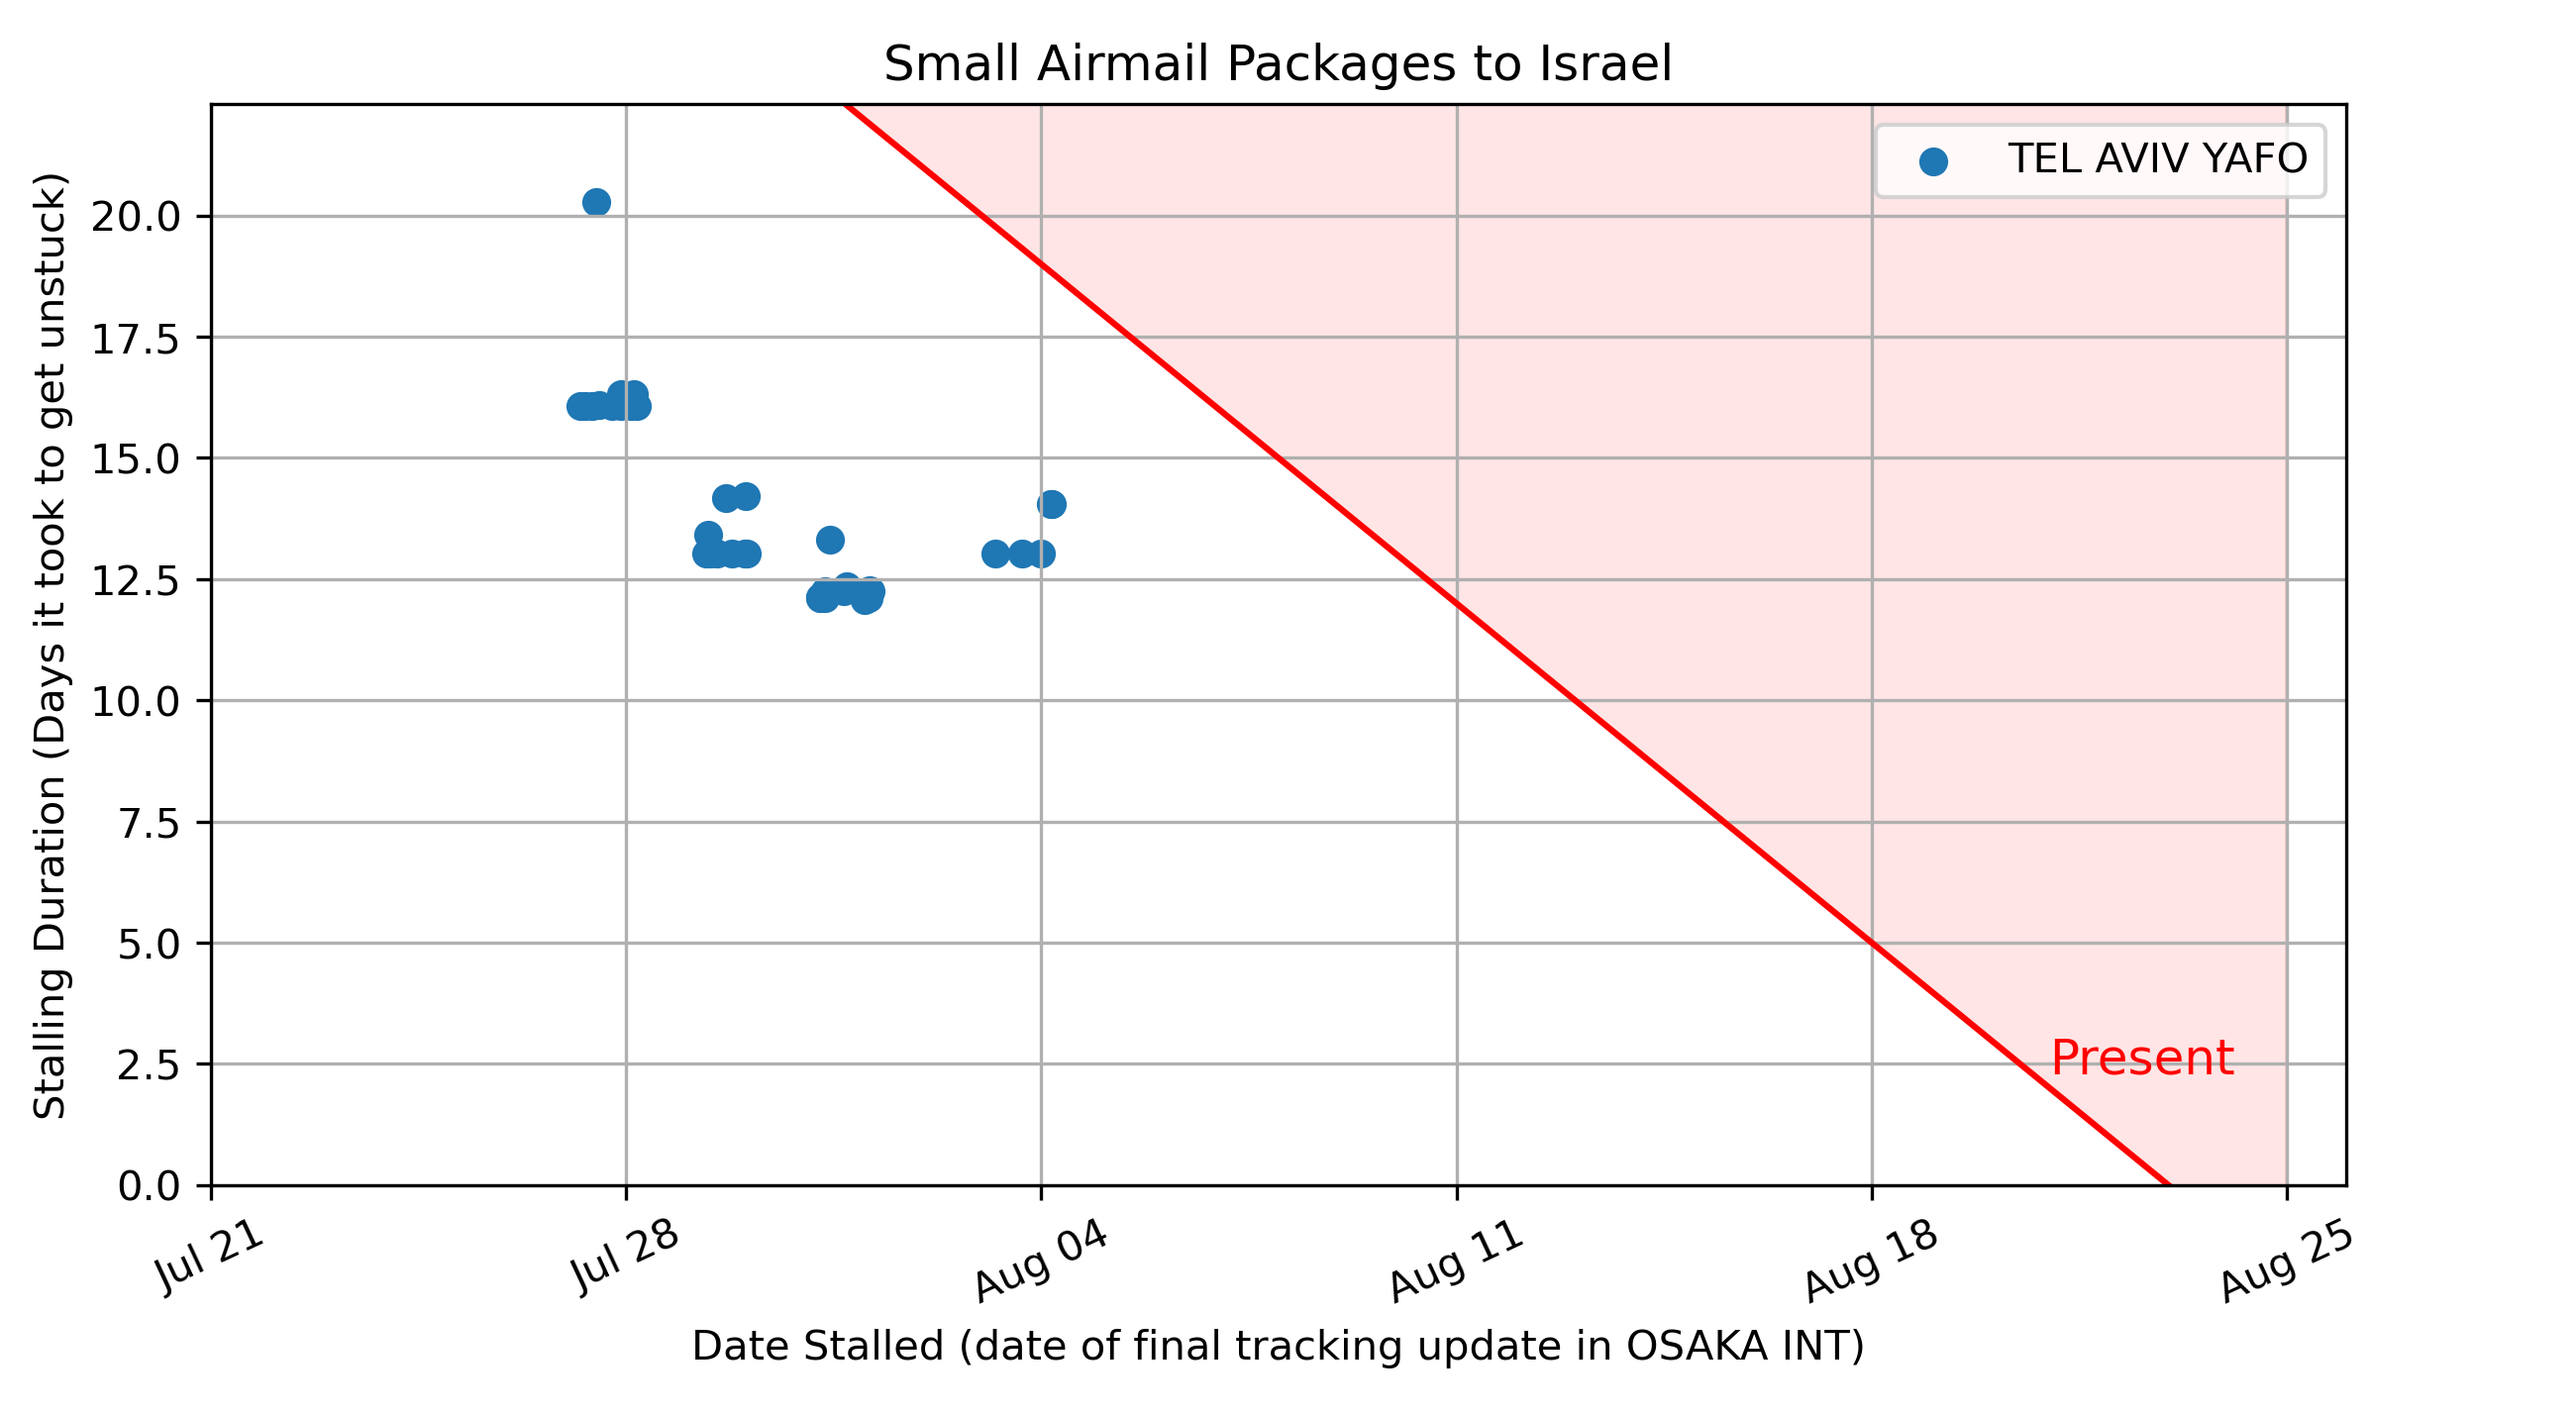 Small Airmail Packages to Israel
TEL AVIV YAFO
Stalling Duration (Days it took to get unstuck)
20.0
17.5
15.0
12.5
10.0
7.5
5.0
2.5
0.0
Present
Jul 21
Jul 28
Aug 04
Aug 11
Aug 18
Aug 25
Date Stalled (date of final tracking update in OSAKA INT)